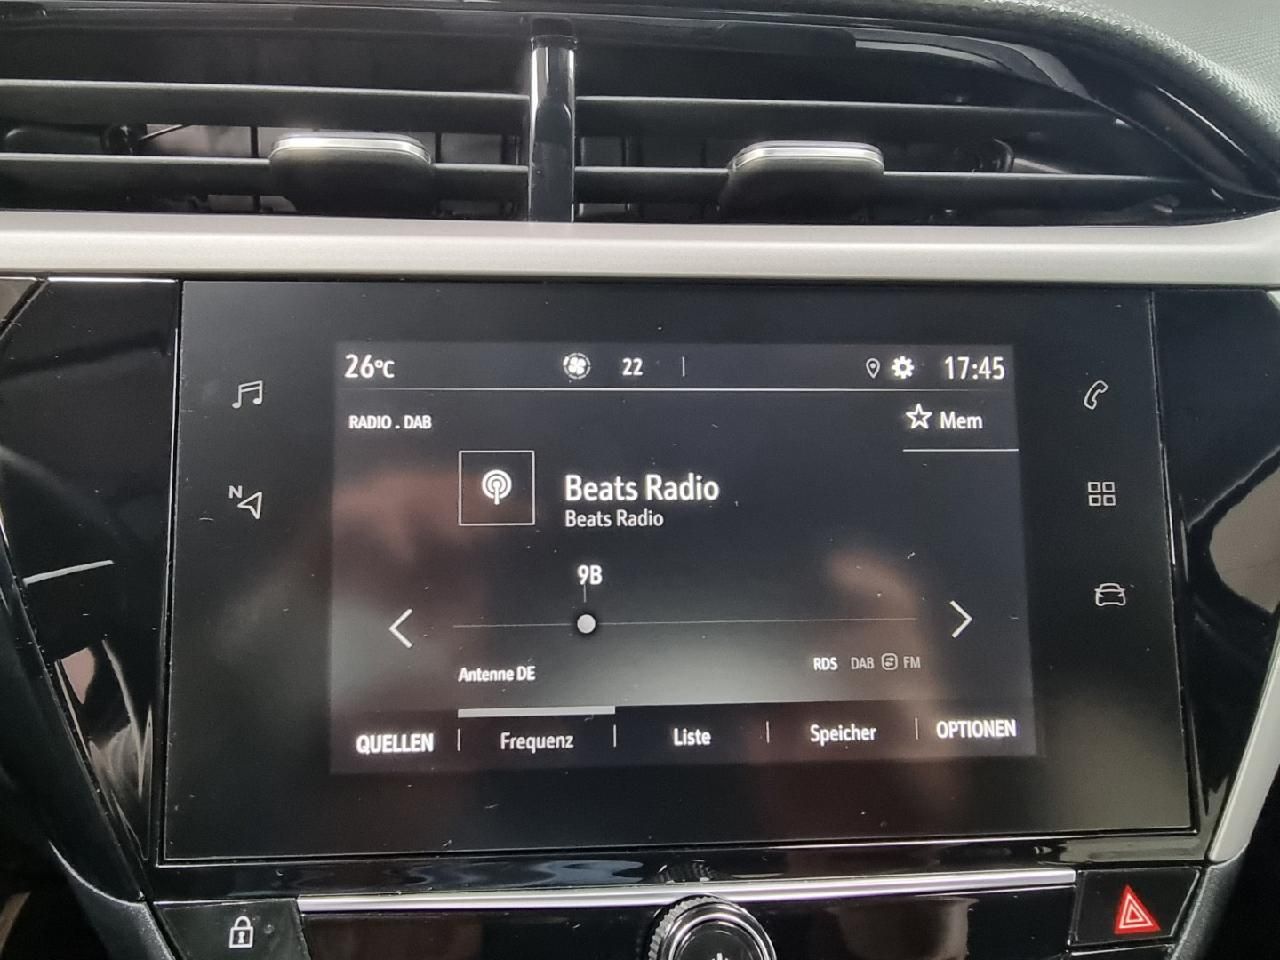 26°C 22 17:45
RADIO . DAB
Mem
Beats Radio
Beats Radio
N
9B
Antenne DE
RDS DAB FM
QUELLEN Frequenz Liste Speicher OPTIONEN